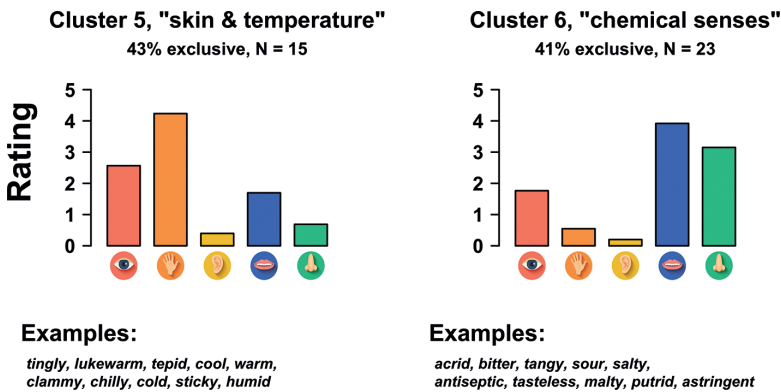 Cluster 5, "skin & temperature"
43% exclusive, N = 15
Rating
5
4
3
2
1
0
Examples:
tingly, lukewarm, tepid, cool, warm,
clammy, chilly, cold, sticky, humid
Cluster 6, "chemical senses"
41% exclusive, N = 23
5
4
3
2
1
0
Examples:
acrid, bitter, tangy, sour, salty,
antiseptic, tasteless, malty, putrid, astringent